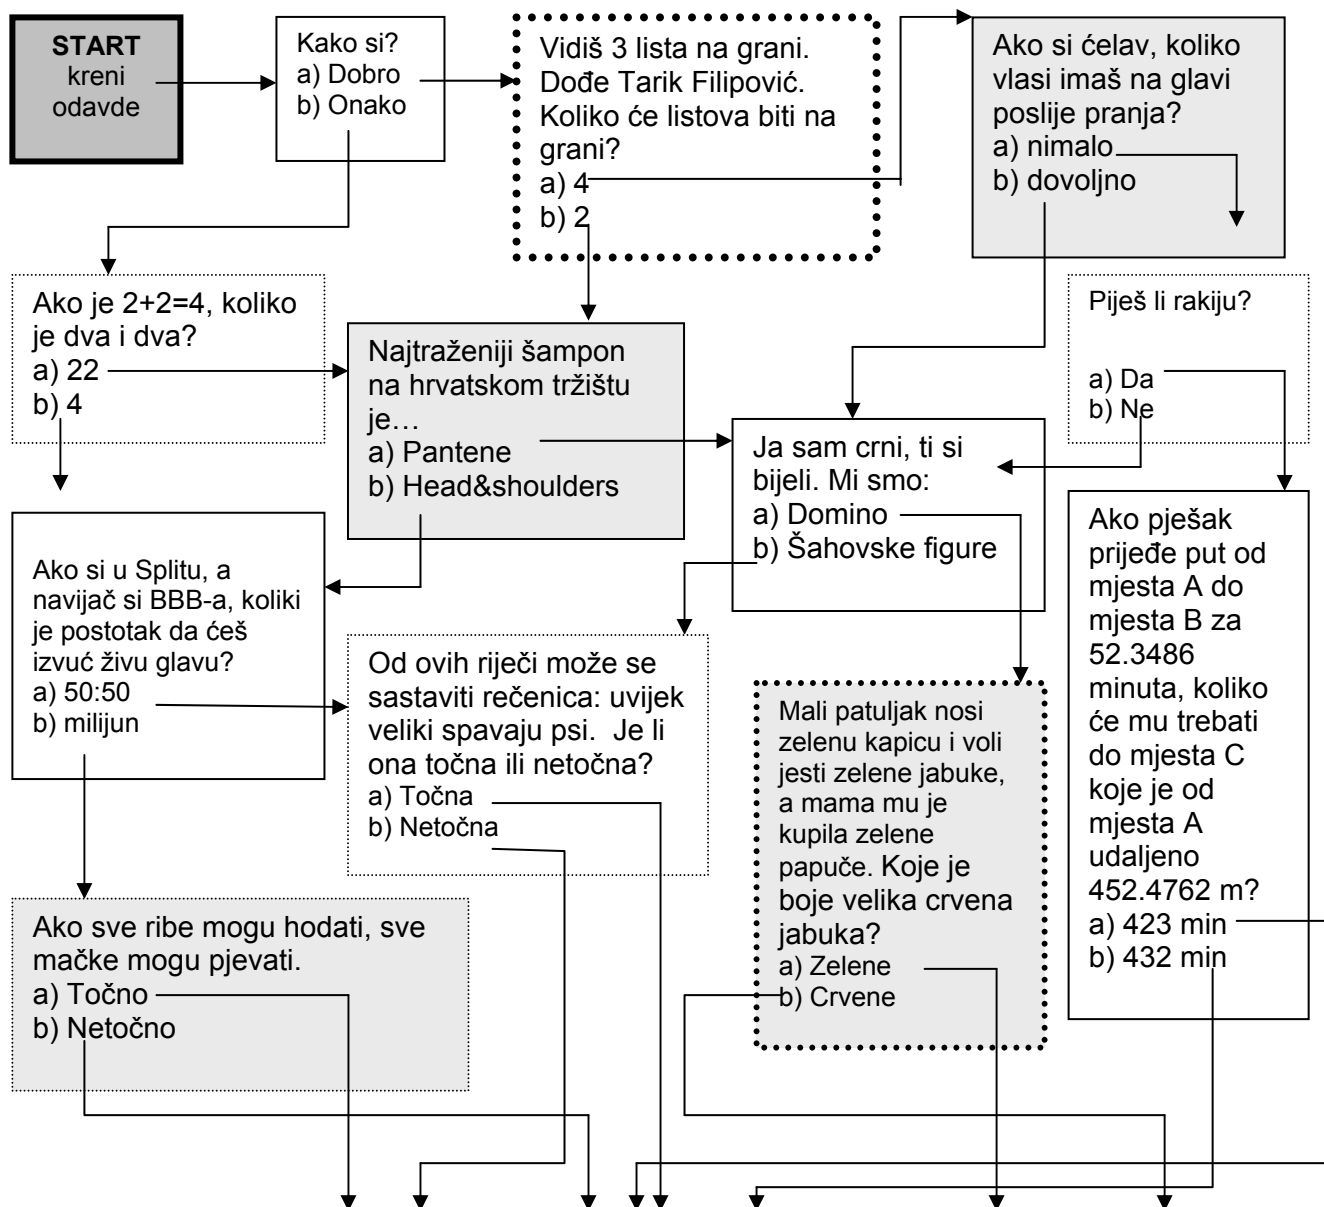 START
kreni
odavde
Kako si?
a) Dobro
b) Onako
Vidiš 3 lista na grani.
Dođe Tarik Filipović.
Koliko će listova biti na
grani?
a) 4
b) 2
Ako si ćelav, koliko
vlasi imaš na glavi
poslije pranja?
a) nimalo
b) dovoljno
Ako je 2+2=4, koliko
je dva i dva?
a) 22
b) 4
Najtraženiji šampon
na hrvatskom tržištu
je…
a) Pantene
b) Head&shoulders
Piješ li rakiju?
a) Da
b) Ne
Ja sam crni, ti si
bijeli. Mi smo:
a) Domino
b) Šahovske figure
Ako pješak
prijeđe put od
mjesta A do
mjesta B za
52.3486
minuta, koliko
će mu trebati
do mjesta C
koje je od
mjesta A
udaljeno
452.4762 m?
a) 423 min
b) 432 min
Ako si u Splitu, a
navijač si BBB-a, koliki
je postotak da ćeš
izvuć živu glavu?
a) 50:50
b) milijun
Od ovih riječi može se
sastaviti rečenica: uvijek
veliki spavaju psi.  Je li
ona točna ili netočna?
a) Točna
b) Netočna
Mali patuljak nosi
zelenu kapicu i voli
jesti zelene jabuke,
a mama mu je
kupila zelene
papuče. Koje je
boje velika crvena
jabuka?
a) Zelene
b) Crvene
Ako sve ribe mogu hodati, sve
mačke mogu pjevati.
a) Točno
b) Netočno